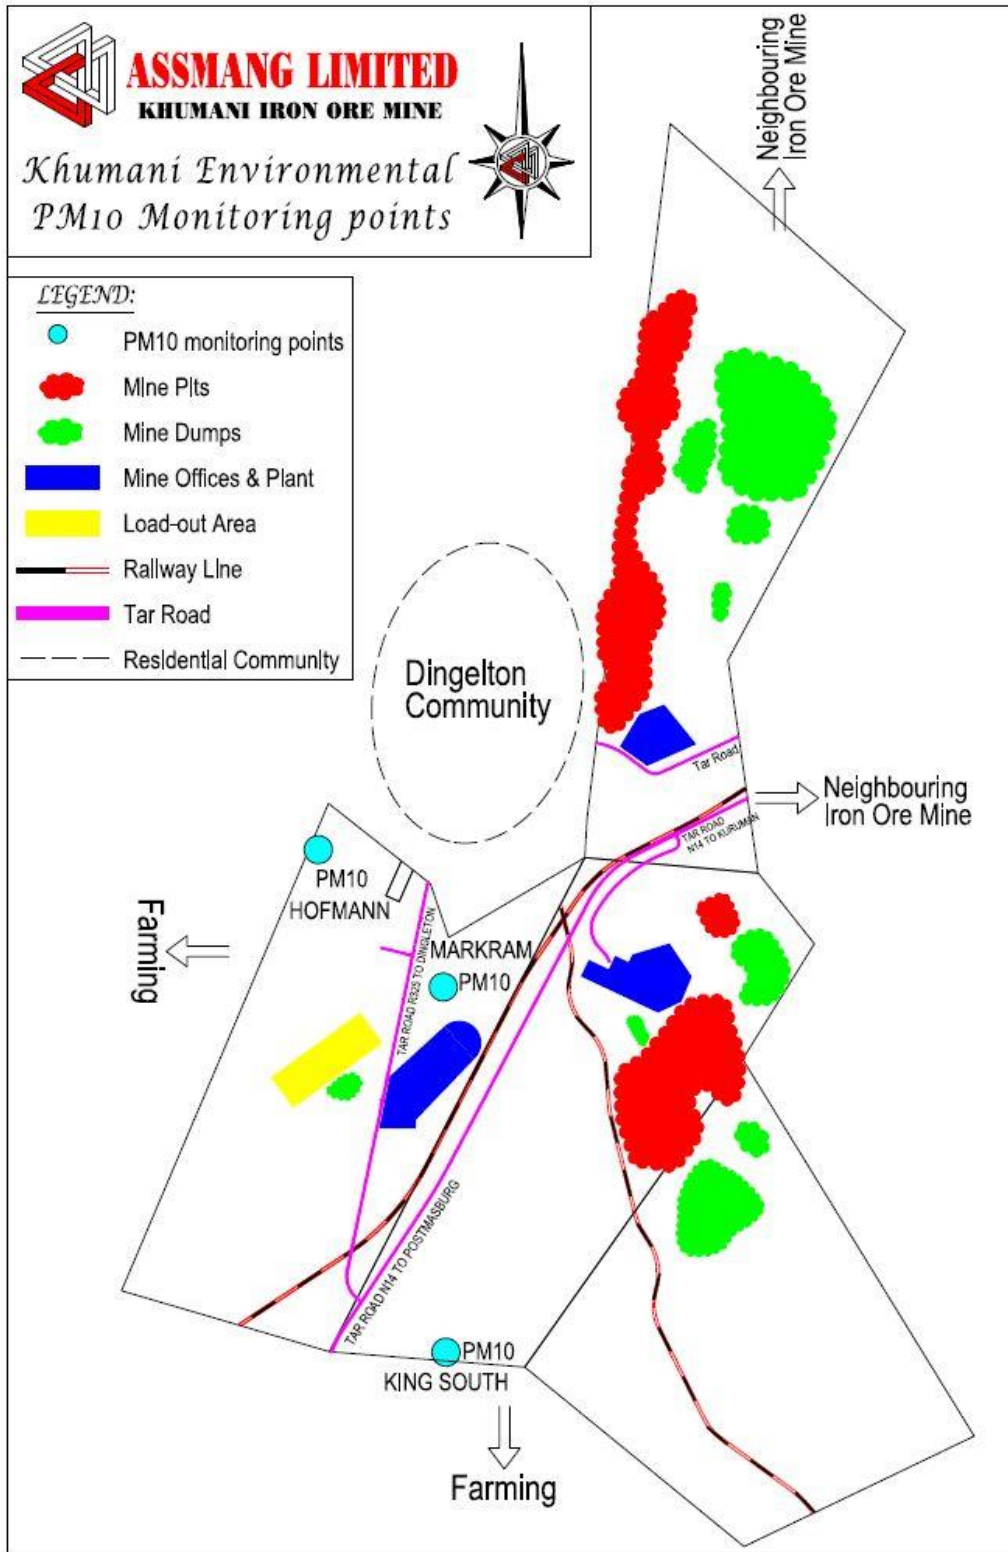 ASSMANG LIMITED
KHUMANI IRON ORE MINE
Khumani Environmental
PM10 Monitoring points
LEGEND:
PM10 monitoring points
Mine Pits
Mine Dumps
Mine Offices & Plant
Load-out Area
Railway Line
Tar Road
Residential Community
Neighbouring
Iron Ore Mine
Dingelton
Community
Tar Road
Neighbouring
Iron Ore Mine
TAR ROAD
N14 TO KURUMAN
PM10
HOFMANN
Farming
TAR ROAD R325 TO DINGLETON
MARKRAM
PM10
TAR ROAD N14 TO POSTMASBURG
PM10
KING SOUTH
Farming